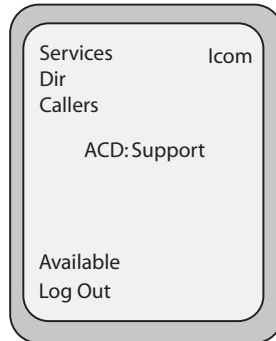 Services Icom
Dir
Callers
ACD: Support
Available
Log Out